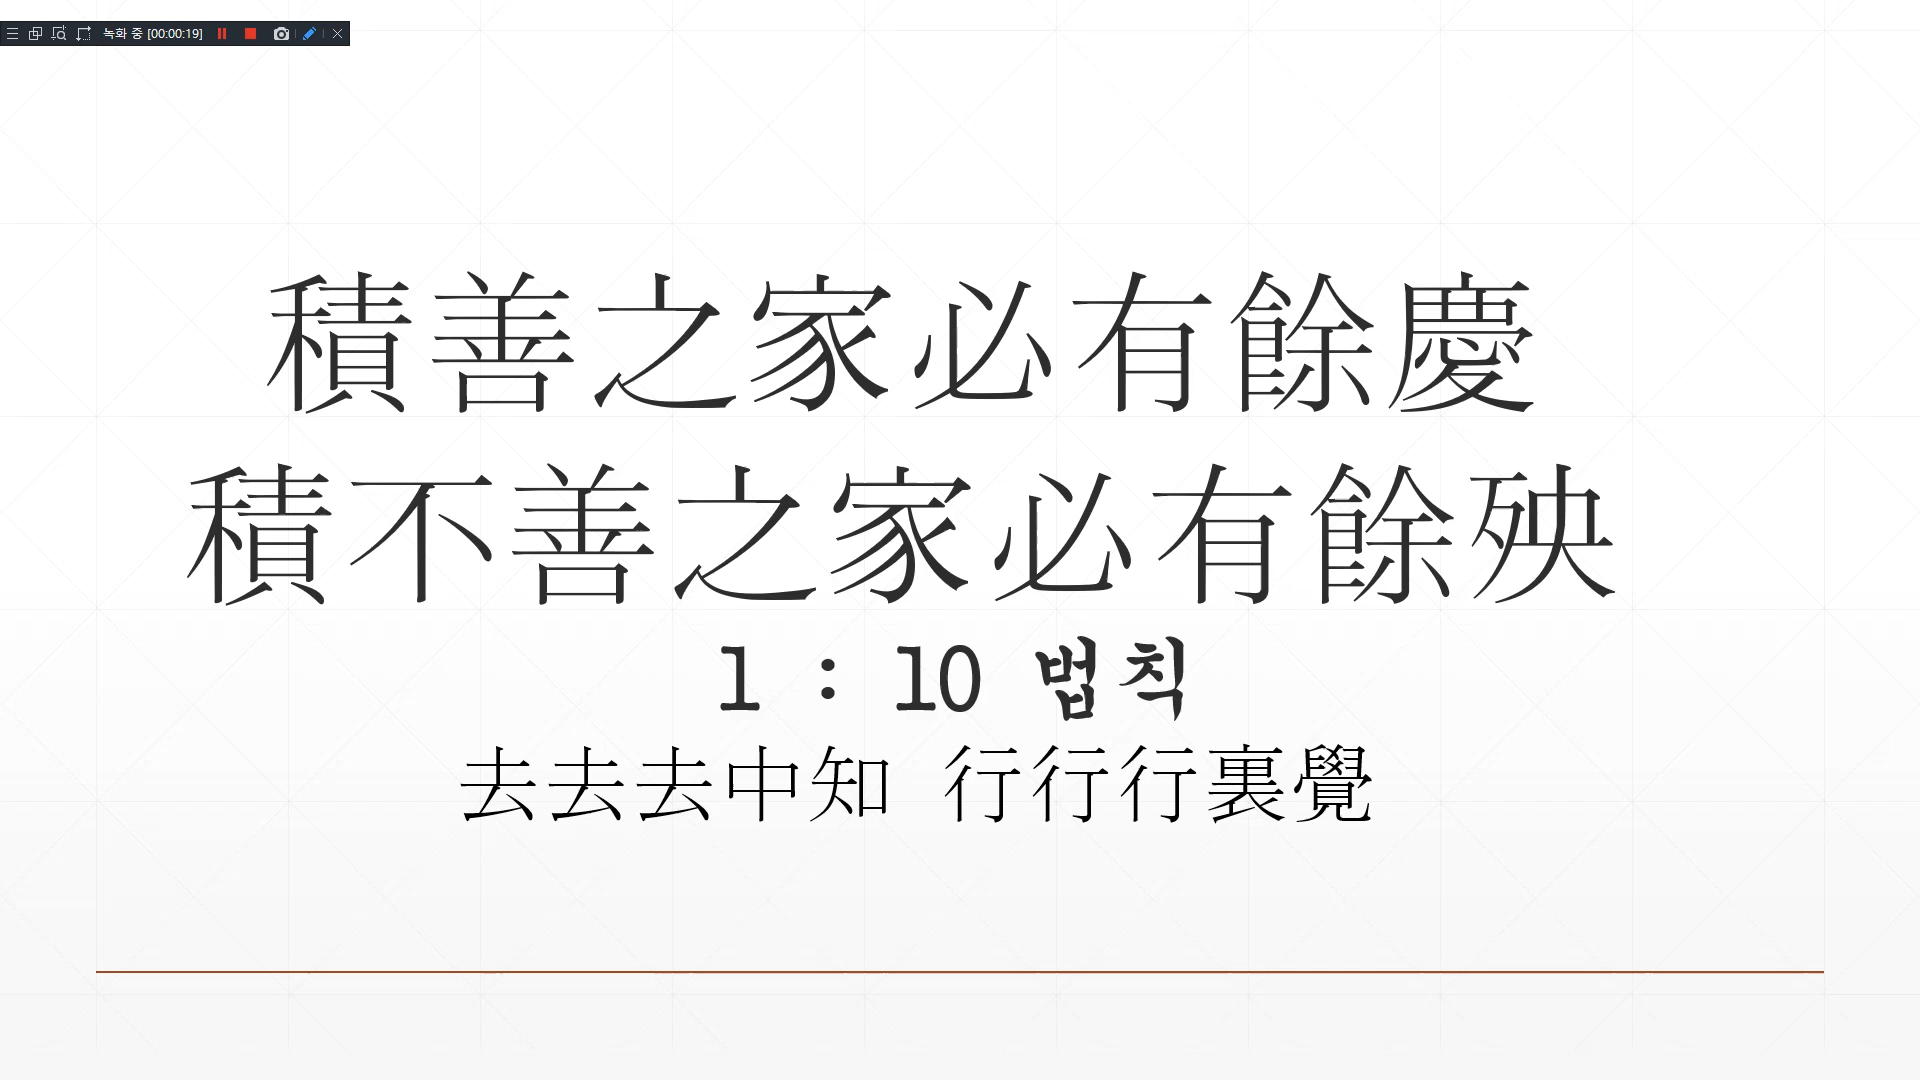 녹화 중 [00:00:19]
積善之家必有餘慶
積不善之家必有餘殃
1 : 10 법칙
去去去中知 行行行裏覺